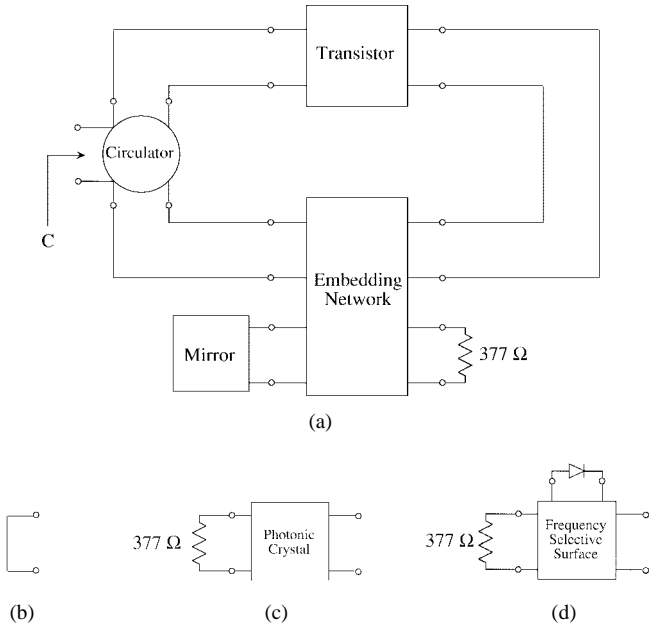 Transistor
Circulator
C
Embedding
Network
Mirror
377 Ω
(a)
377 Ω
Photonic
Crystal
377 Ω
Frequency
Selective
Surface
(b)
(c)
(d)